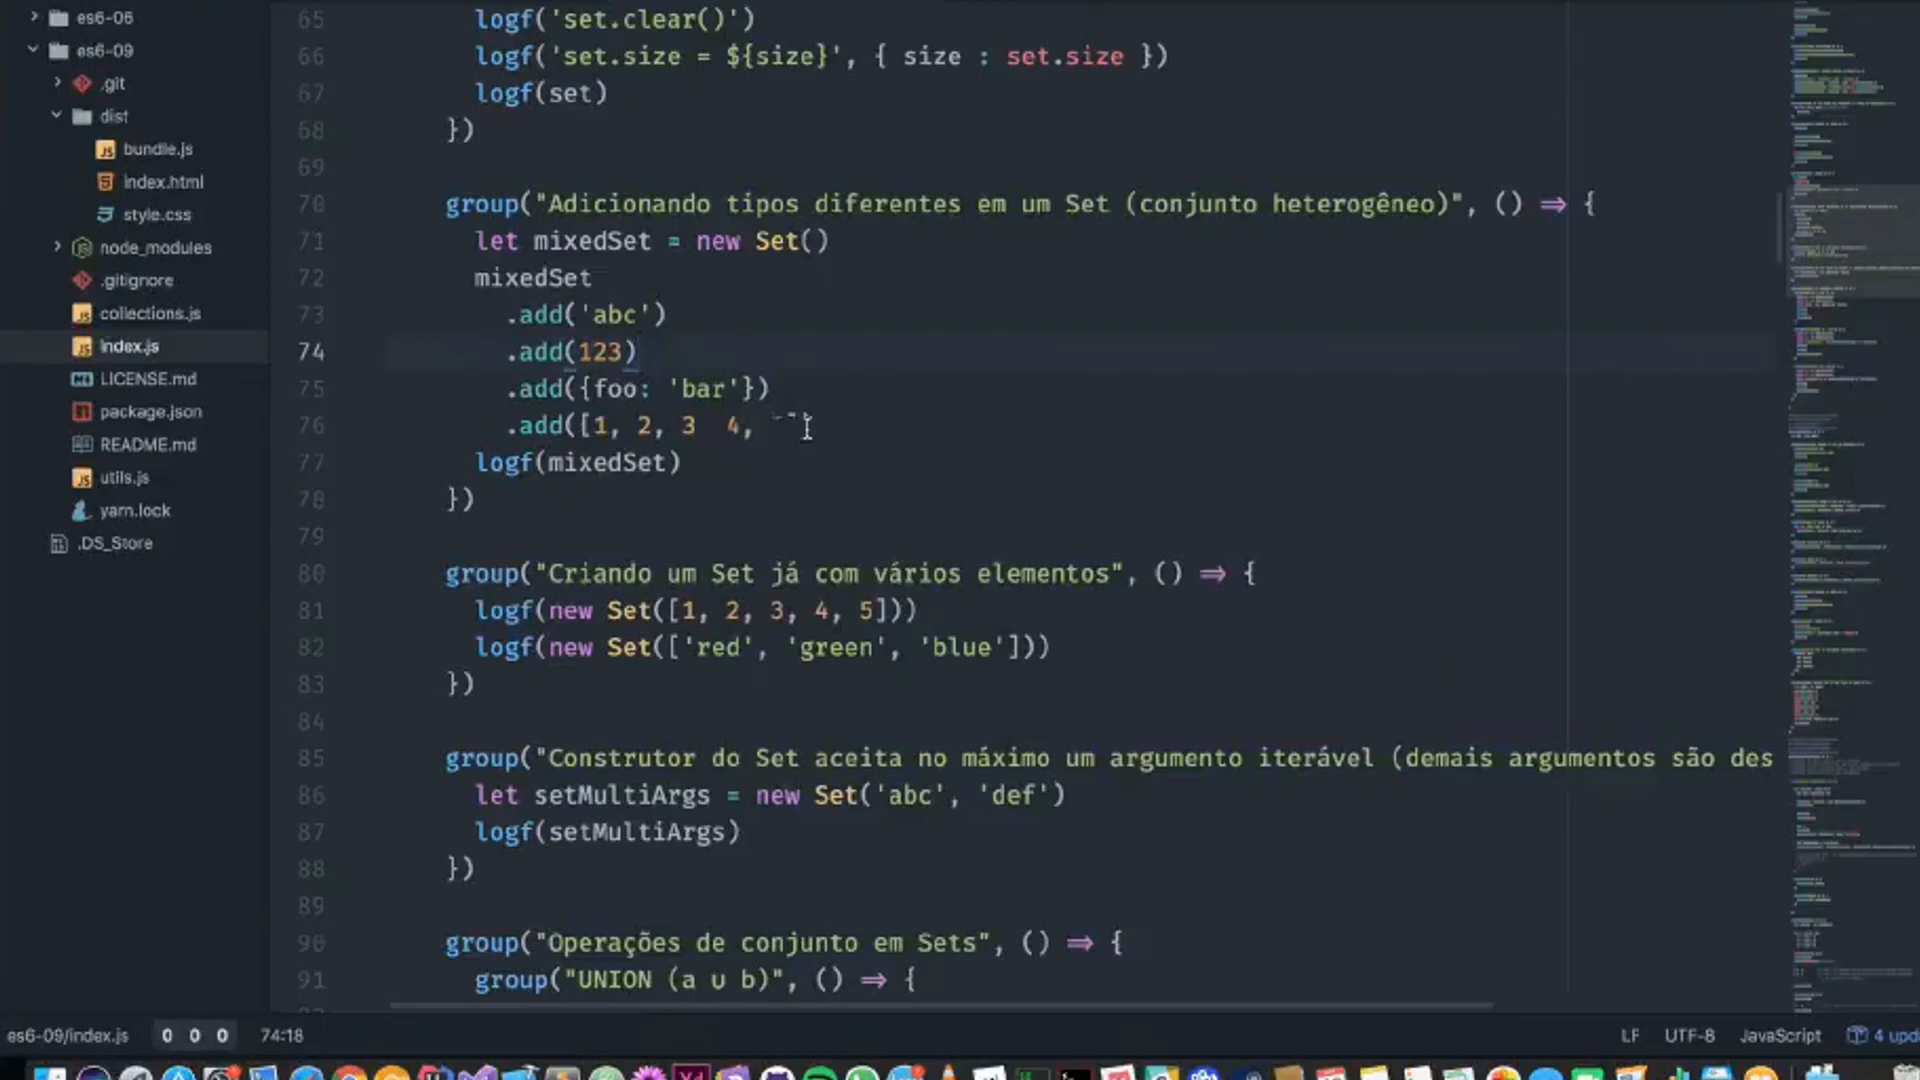 es6-06
es6-09
.git
dist
bundle.js
index.html
style.css
node_modules
.gitignore
collections.js
index.js
LICENSE.md
package.json
README.md
utils.js
yarn.lock
.DS_Store
65 logf('set.clear()')
66 logf('set.size = ${size}', { size : set.size })
67 logf(set)
68 })
69
70 group("Adicionando tipos diferentes em um Set (conjunto heterogêneo)", () => {
71 let mixedSet = new Set()
72 mixedSet
73 .add('abc')
74 .add(123)
75 .add({foo: 'bar'})
76 .add([1, 2, 3 4,
77 logf(mixedSet)
78 })
79
80 group("Criando um Set já com vários elementos", () => {
81 logf(new Set([1, 2, 3, 4, 5]))
82 logf(new Set(['red', 'green', 'blue']))
83 })
84
85 group("Construtor do Set aceita no máximo um argumento iterável (demais argumentos são des
86 let setMultiArgs = new Set('abc', 'def')
87 logf(setMultiArgs)
88 })
89
90 group("Operações de conjunto em Sets", () => {
91 group("UNION (a ∪ b)", () => {
es6-09/index.js 0 0 0 74:18 LF UTF-8 JavaScript 4 upd